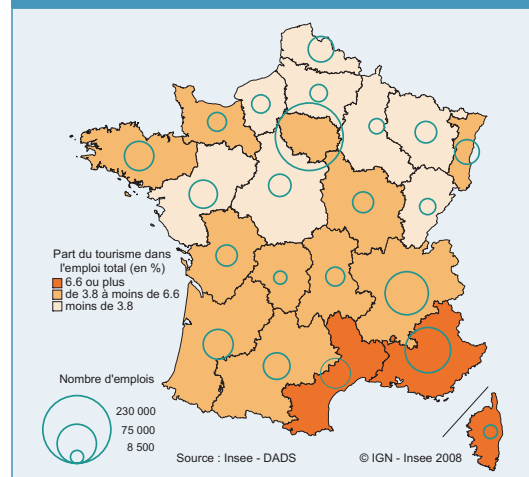 Part du tourisme dans
l'emploi total (en %)
6.6 ou plus
de 3.8 à moins de 6.6
moins de 3.8
Nombre d'emplois
230 000
75 000
8 500
Source : Insee - DADS
© IGN - Insee 2008